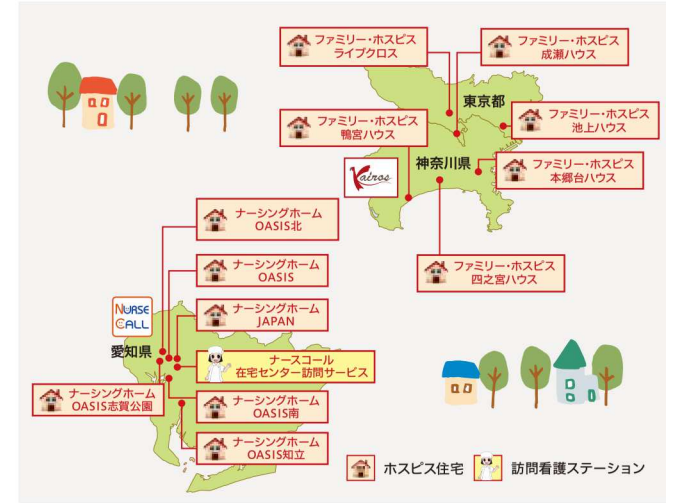 ファミリー・ホスピス
ライブクロス
ファミリー・ホスピス
成瀬ハウス
東京都
ファミリー・ホスピス
鴨宮ハウス
ファミリー・ホスピス
池上ハウス
神奈川県
Kairos
ファミリー・ホスピス
本郷台ハウス
ファミリー・ホスピス
四之宮ハウス
ナーシングホーム
OASIS北
ナーシングホーム
OASIS
NURSE
CALL
ナーシングホーム
JAPAN
愛知県
ナースコール
在宅センター訪問サービス
ナーシングホーム
OASIS志賀公園
ナーシングホーム
OASIS南
ナーシングホーム
OASIS知立
ホスピス住宅
訪問看護ステーション